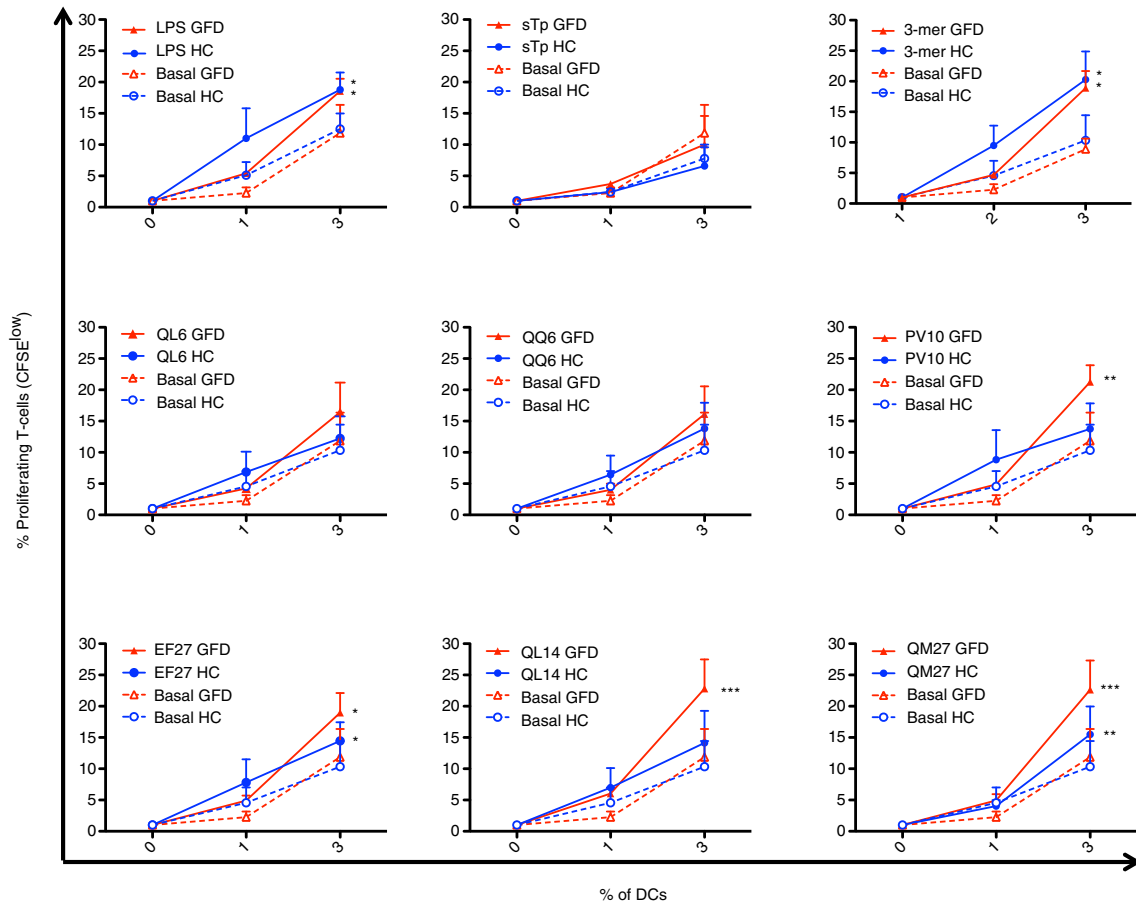 LPS GFD
LPS HC
Basal GFD
Basal HC
30
25
20
15
10
5
0
*
*
0
1
3
sTp GFD
sTp HC
Basal GFD
Basal HC
30
25
20
15
10
5
0
0
1
3
3-mer GFD
3-mer HC
Basal GFD
Basal HC
30
25
20
15
10
5
0
*
*
1
2
3
QL6 GFD
QL6 HC
Basal GFD
Basal HC
30
25
20
15
10
5
0
0
1
3
QQ6 GFD
QQ6 HC
Basal GFD
Basal HC
30
25
20
15
10
5
0
0
1
3
PV10 GFD
PV10 HC
Basal GFD
Basal HC
30
25
20
15
10
5
0
**
0
1
3
EF27 GFD
EF27 HC
Basal GFD
Basal HC
30
25
20
15
10
5
0
*
*
0
1
3
QL14 GFD
QL14 HC
Basal GFD
Basal HC
30
25
20
15
10
5
0
***
0
1
3
QM27 GFD
QM27 HC
Basal GFD
Basal HC
30
25
20
15
10
5
0
***
**
0
1
3
% Proliferating T-cells (CFSElow)
% of DCs